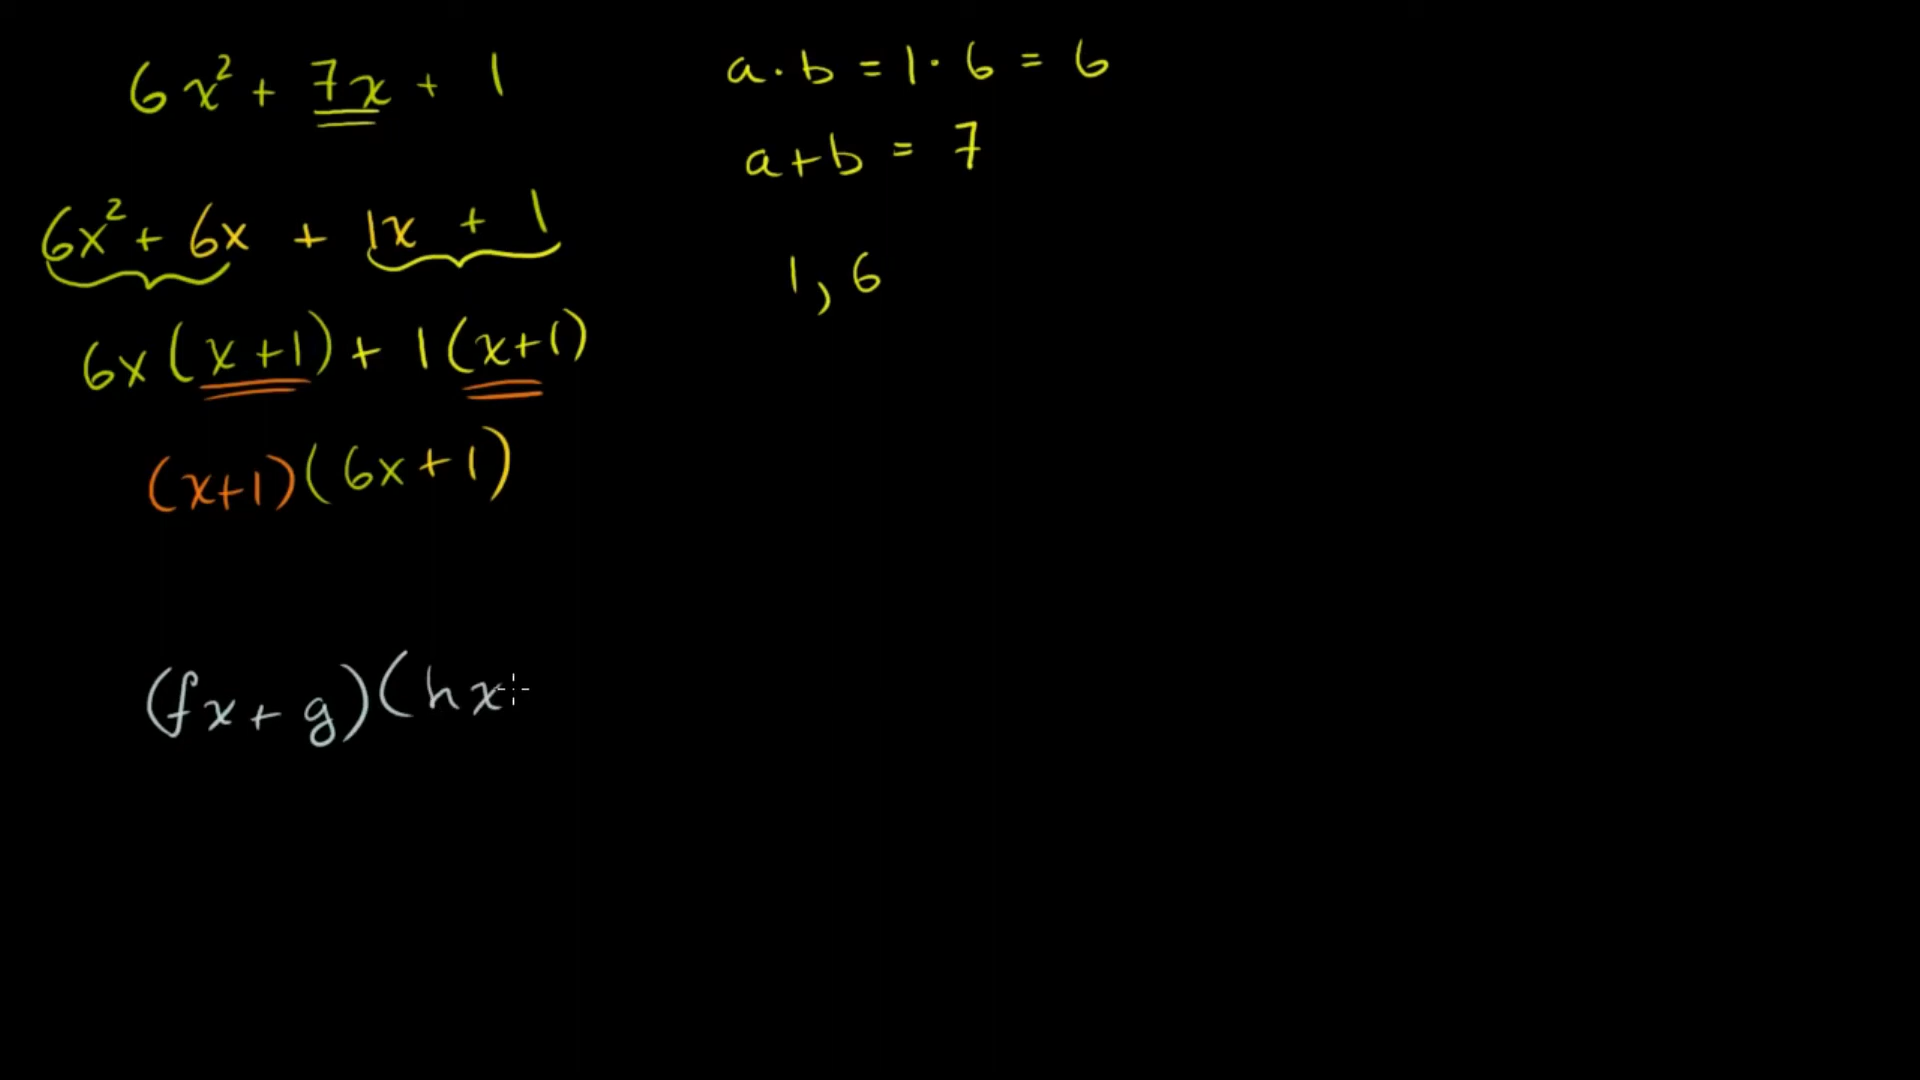 6x² + 7x + 1
6x² + 6x + 1x + 1
6x(x+1) + 1(x+1)
(x+1)(6x+1)
(fx+g)(hx
a·b = 1·6 = 6
a+b = 7
1, 6